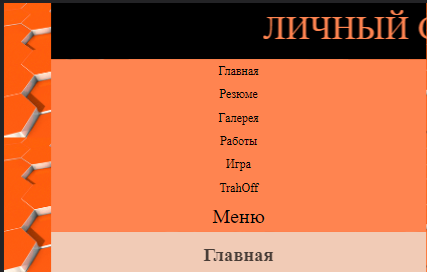 ЛИЧНЫЙ
Главная
Резюме
Галерея
Работы
Игра
TrahOff
Меню
Главная